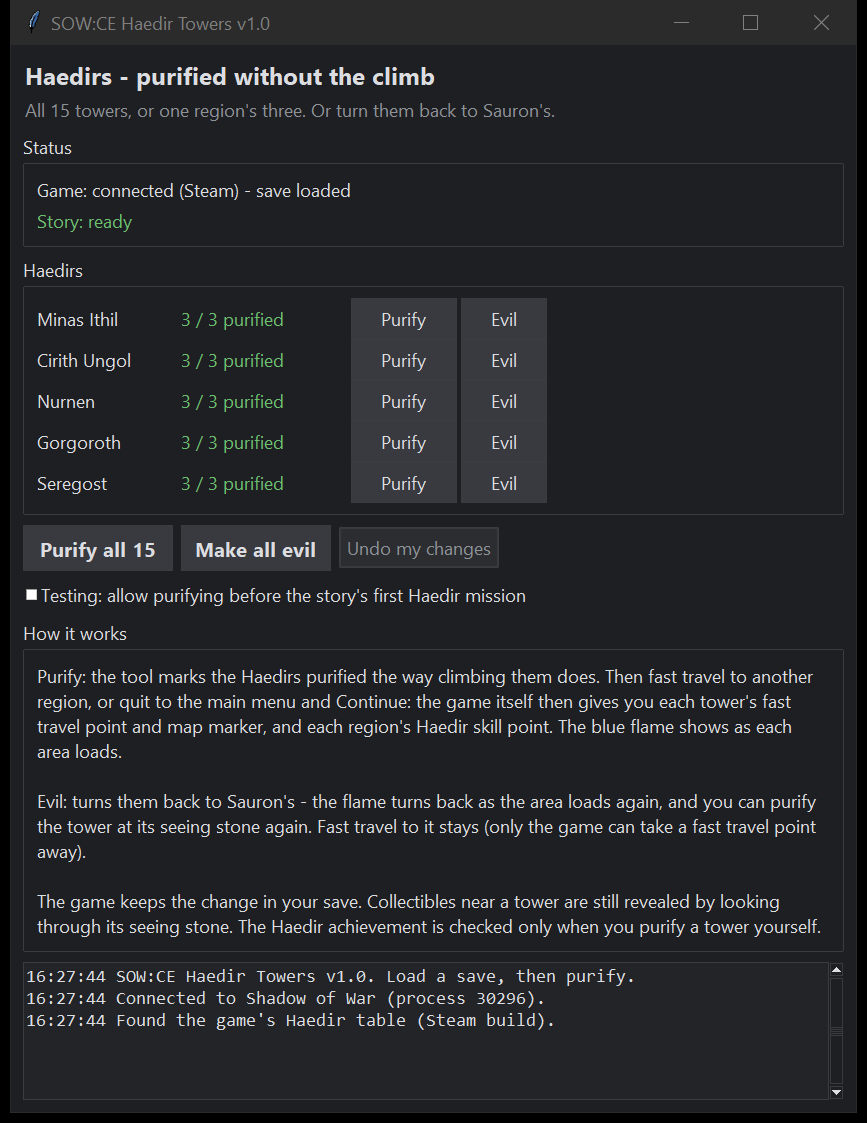 SOW:CE Haedir Towers v1.0
Haedirs - purified without the climb
All 15 towers, or one region's three. Or turn them back to Sauron's.
Status
Game: connected (Steam) - save loaded
Story: ready
Haedirs
Minas Ithil 3 / 3 purified Purify Evil
Cirith Ungol 3 / 3 purified Purify Evil
Nurnen 3 / 3 purified Purify Evil
Gorgoroth 3 / 3 purified Purify Evil
Seregost 3 / 3 purified Purify Evil
Purify all 15 Make all evil Undo my changes
Testing: allow purifying before the story's first Haedir mission
How it works
Purify: the tool marks the Haedirs purified the way climbing them does. Then fast travel to another
region, or quit to the main menu and Continue: the game itself then gives you each tower's fast
travel point and map marker, and each region's Haedir skill point. The blue flame shows as each
area loads.
Evil: turns them back to Sauron's - the flame turns back as the area loads again, and you can purify
the tower at its seeing stone again. Fast travel to it stays (only the game can take a fast travel point
away).
The game keeps the change in your save. Collectibles near a tower are still revealed by looking
through its seeing stone. The Haedir achievement is checked only when you purify a tower yourself.
16:27:44 SOW:CE Haedir Towers v1.0. Load a save, then purify.
16:27:44 Connected to Shadow of War (process 30296).
16:27:44 Found the game's Haedir table (Steam build).